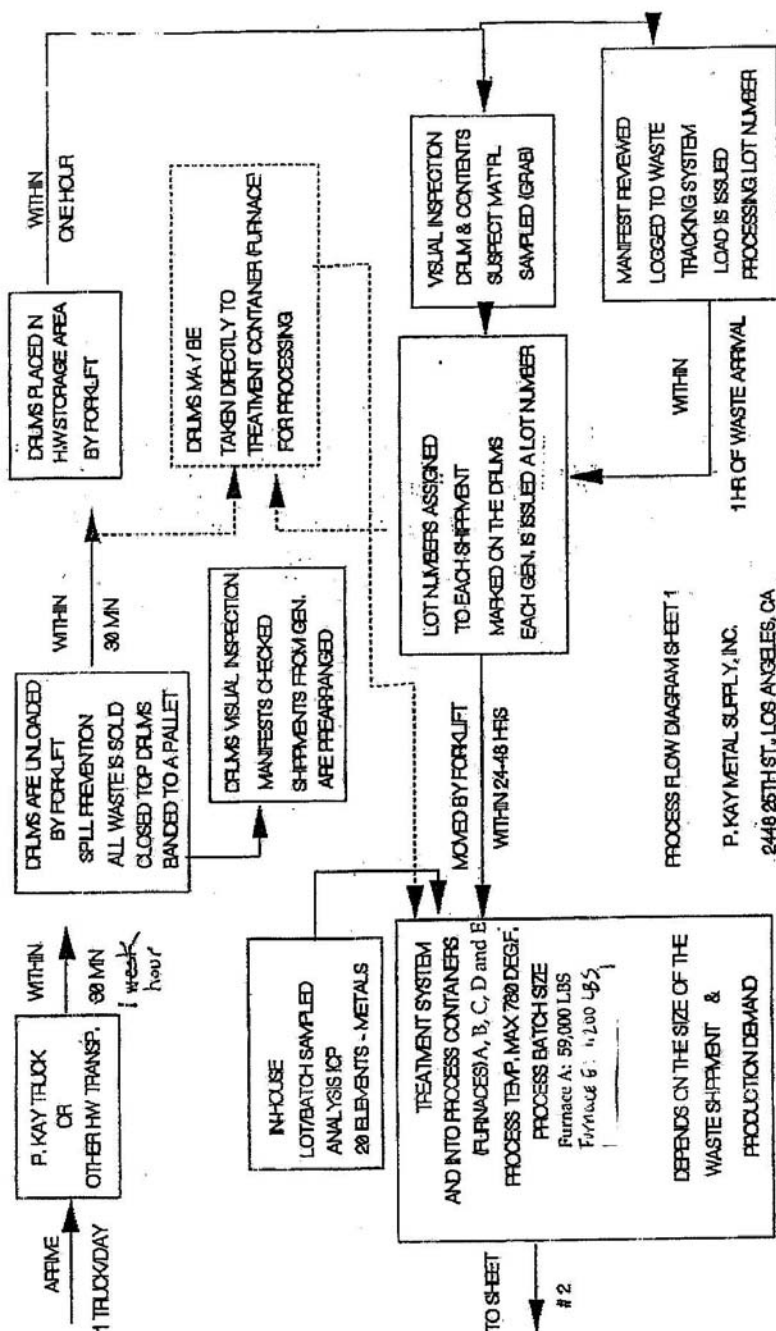 ARRIVE
1 TRUCK/DAY
P. KAY TRUCK
OR
OTHER HW TRANSP.
WITHIN
30 MIN
1 week
hour
DRUMS ARE UNLOADED
BY FORKLIFT
SPILL PREVENTION
ALL WASTE IS SOLID
CLOSED TOP DRUMS
BANDED TO A PALLET
WITHIN
30 MIN
DRUMS PLACED IN
H.W STORAGE AREA
BY FORKLIFT
WITHIN
ONE HOUR
DRUMS VISUAL INSPECTION
MANIFESTS CHECKED
SHIPMENTS FROM GEN.
ARE PREARRANGED
DRUMS MAY BE
TAKEN DIRECTLY TO
TREATMENT CONTAINER (FURNACE)
FOR PROCESSING
IN-HOUSE
LOT/BATCH SAMPLED
ANALYSIS ICP
20 ELEMENTS - METALS
MOVED BY FORKLIFT
WITHIN 24-48 HRS
LOT NUMBERS ASSIGNED
TO EACH SHIPMENT
MARKED ON THE DRUMS
EACH GEN. IS ISSUED A LOT NUMBER
VISUAL INSPECTION
DRUM & CONTENTS
SUSPECT MAT'RL
SAMPLED (GRAB)
TREATMENT SYSTEM
AND INTO PROCESS CONTAINERS
(FURNACES) A, B, C, D and E
PROCESS TEMP. MAX 780 DEG F.
PROCESS BATCH SIZE
Furnace A: 59,000 LBS
Furnace E: 1,200 LBS
DEPENDS ON THE SIZE OF THE
WASTE SHIPMENT &
PRODUCTION DEMAND
TO SHEET
#2
WITHIN
1 HR OF WASTE ARRIVAL
MANIFEST REVIEWED
LOGGED TO WASTE
TRACKING SYSTEM
LOAD IS ISSUED
PROCESSING LOT NUMBER
PROCESS FLOW DIAGRAM SHEET 1
P. KAY METAL SUPPLY, INC.
2448 25TH ST., LOS ANGELES, CA